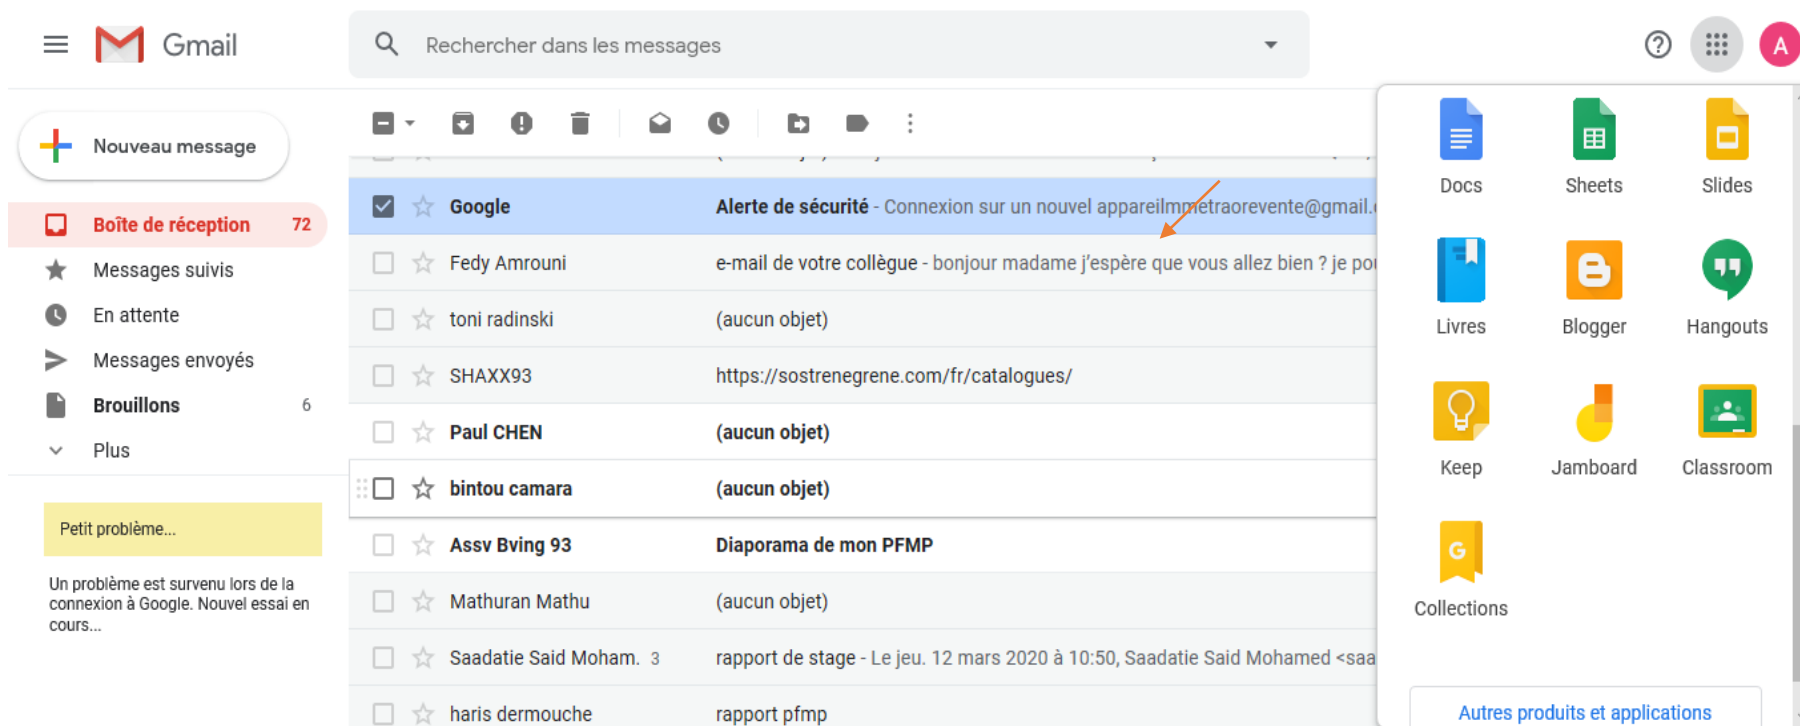 Gmail
Rechercher dans les messages
A
Nouveau message
Boîte de réception 72
Messages suivis
En attente
Messages envoyés
Brouillons 6
Plus
Petit problème...
Un problème est survenu lors de la
connexion à Google. Nouvel essai en
cours...
Google Alerte de sécurité - Connexion sur un nouvel appareilmmetraorevente@gmail.
Fedy Amrouni e-mail de votre collègue - bonjour madame j'espère que vous allez bien ? je
toni radinski (aucun objet)
SHAXX93 https://sostrenegrene.com/fr/catalogues/
Paul CHEN (aucun objet)
bintou camara (aucun objet)
Assv Bving 93 Diaporama de mon PFMP
Mathuran Mathu (aucun objet)
Saadatie Said Moham. 3 rapport de stage - Le jeu. 12 mars 2020 à 10:50, Saadatie Said Mohamed <saa
haris dermouche rapport pfmp
Docs Sheets Slides
Livres Blogger Hangouts
Keep Jamboard Classroom
G
Collections
Autres produits et applications